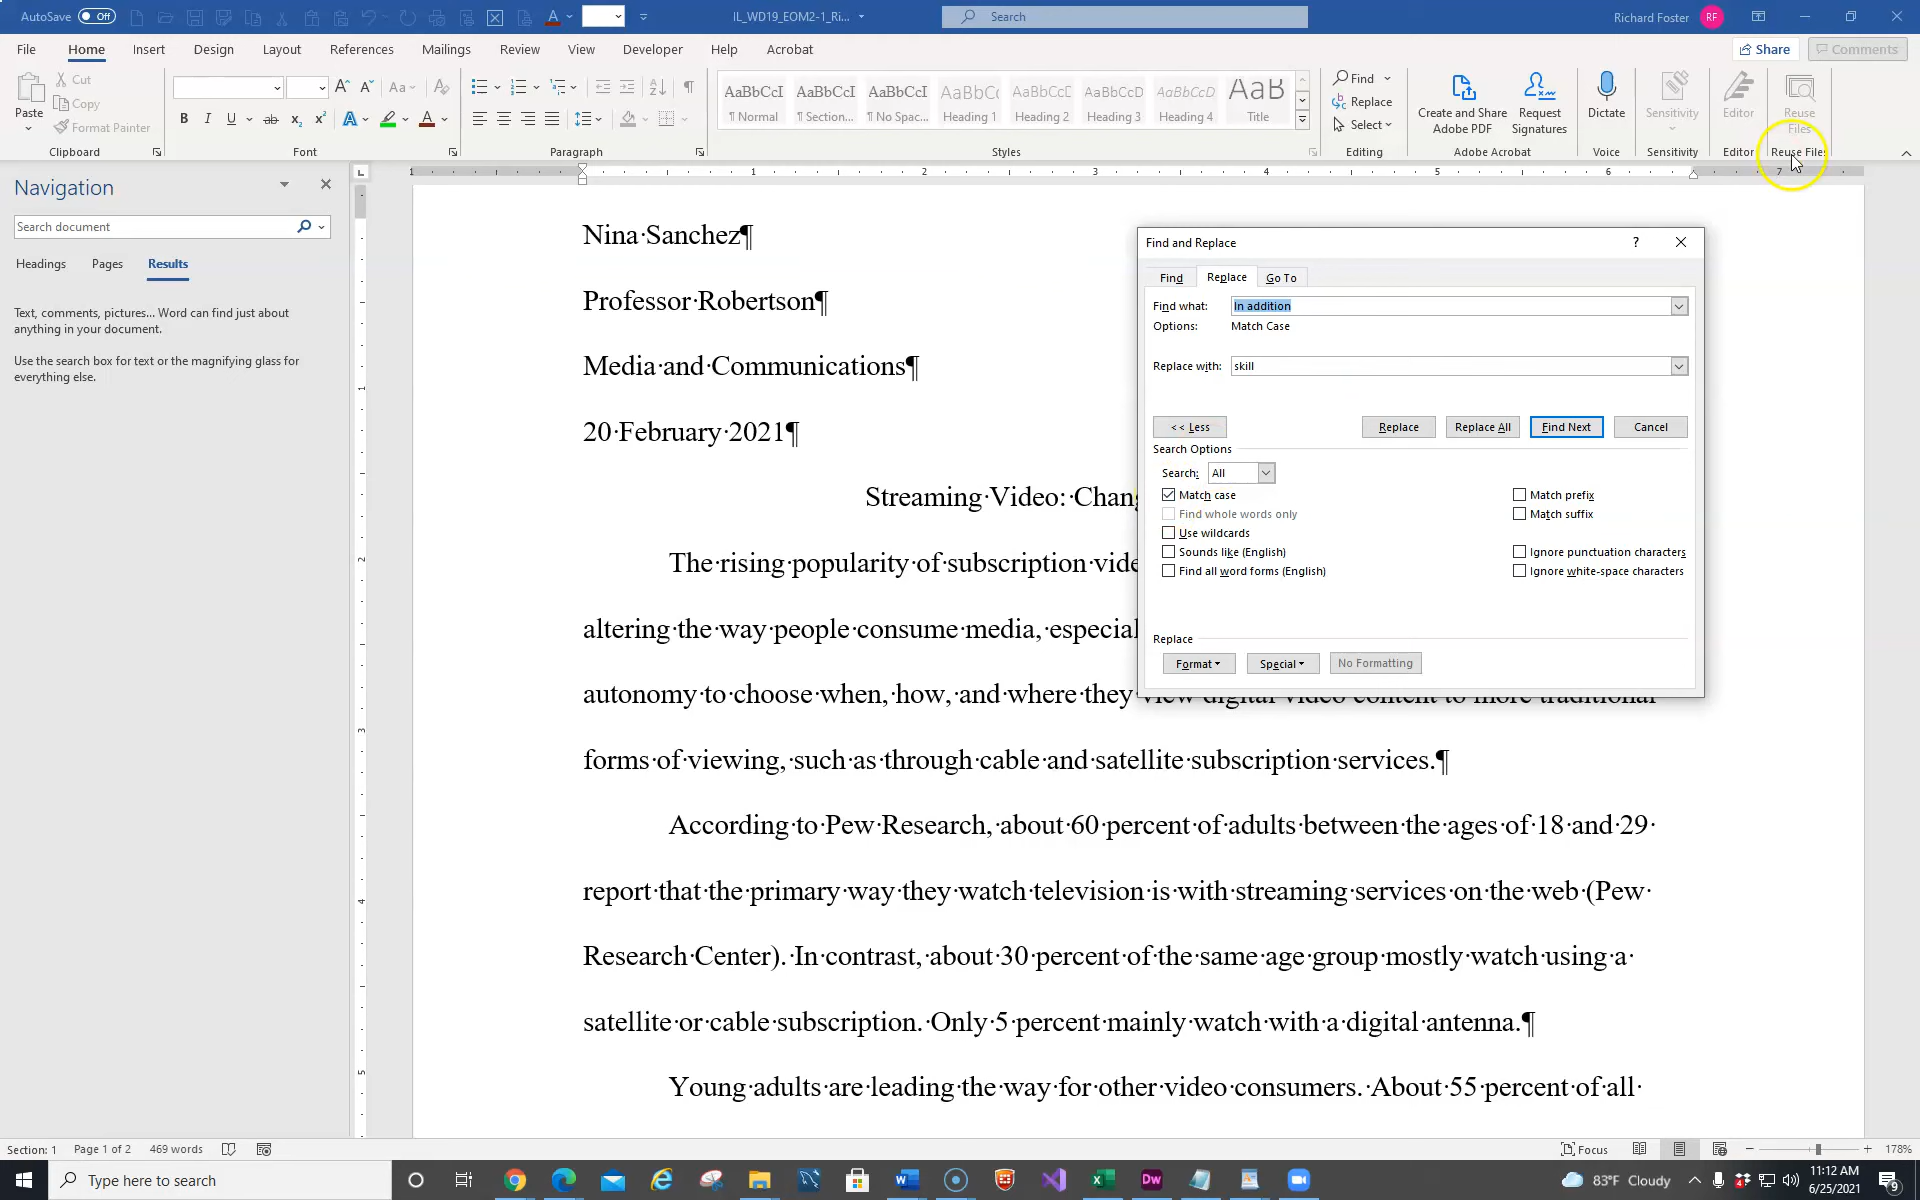 AutoSave Off
IL_WD19_EOM2-1_Ri...
Search
Richard Foster RF
File Home Insert Design Layout References Mailings Review View Developer Help Acrobat
Share Comments
Paste
Cut
Copy
Format Painter
Clipboard
Font
Paragraph
AaBbCcI AaBbCcI AaBbCcI AaBbC AaBbCcD AaBbCcD AaBbCcD AaB
¶ Normal ¶ Section... ¶ No Spac... Heading 1 Heading 2 Heading 3 Heading 4 Title
Styles
Find
Replace
Select
Editing
Create and Share Adobe PDF
Request Signatures
Adobe Acrobat
Dictate
Voice
Sensitivity
Sensitivity
Editor
Editor
Reuse Files
Reuse Files
Navigation
Search document
Headings Pages Results
Text, comments, pictures... Word can find just about
anything in your document.
Use the search box for text or the magnifying glass for
everything else.
Nina·Sanchez¶
Professor·Robertson¶
Media·and·Communications¶
20·February·2021¶
Streaming·Video:·Chang
The·rising·popularity·of·subscription·vide
altering·the·way·people·consume·media,·especial
autonomy·to·choose·when,·how,·and·where·they·view·digital·video·content·to·more·traditional
forms·of·viewing,·such·as·through·cable·and·satellite·subscription·services.¶
According·to·Pew·Research,·about·60·percent·of·adults·between·the·ages·of·18·and·29·
report·that·the·primary·way·they·watch·television·is·with·streaming·services·on·the·web·(Pew·
Research·Center).·In·contrast,·about·30·percent·of·the·same·age·group·mostly·watch·using·a·
satellite·or·cable·subscription.·Only·5·percent·mainly·watch·with·a·digital·antenna.¶
Young·adults·are·leading·the·way·for·other·video·consumers.·About·55·percent·of·all·
Find and Replace
Find Replace Go To
Find what: In addition
Options: Match Case
Replace with: skill
<< Less Replace Replace All Find Next Cancel
Search Options
Search: All
Match case Match prefix
Find whole words only Match suffix
Use wildcards
Sounds like (English) Ignore punctuation characters
Find all word forms (English) Ignore white-space characters
Replace
Format Special No Formatting
Section: 1 Page 1 of 2 469 words
Focus
178%
Type here to search
83°F Cloudy
11:12 AM
6/25/2021